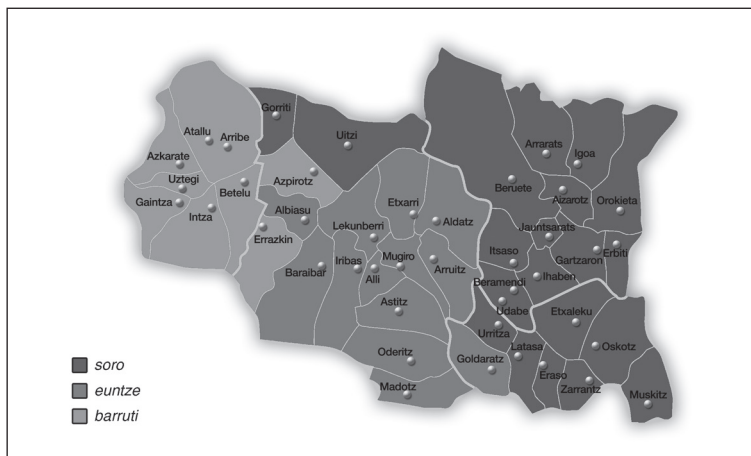 Gorriti
Uitzi
Atallu
Arribe
Azkarate
Uztegi
Gaintza
Intza
Betelu
Azpirotz
Albiasu
Errazkin
Baraibar
Lekunberri
Etxarri
Aldatz
Iribas
Alli
Mugiro
Arruitz
Astitz
Oderitz
Madotz
Goldaratz
Arrarats
Igoa
Beruete
Aizarotz
Orokieta
Jauntsarats
Itsaso
Gartzaron
Erbiti
Ihaben
Beramendi
Udabe
Urritza
Etxaleku
Latasa
Oskotz
Eraso
Zarrantz
Muskitz
soro
euntze
barruti